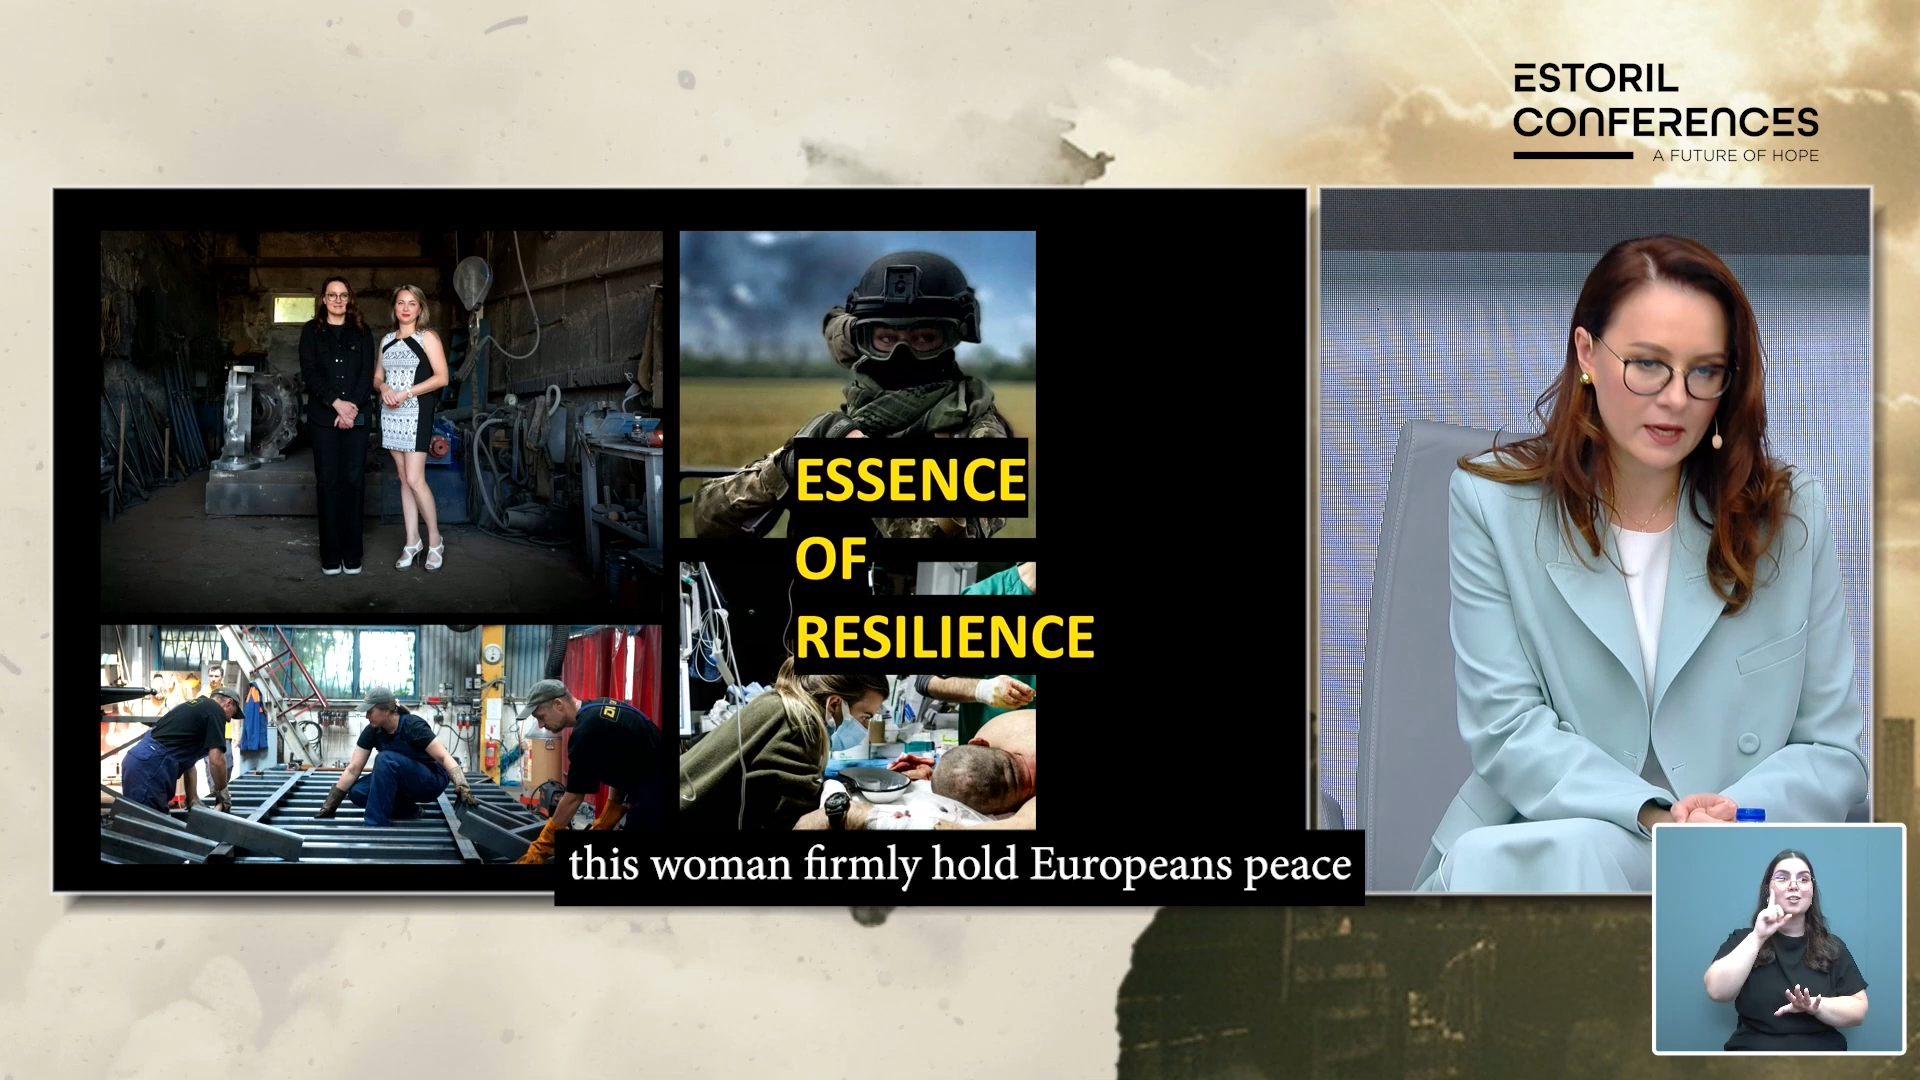 ESTORIL
CONFERENCES
A FUTURE OF HOPE
ESSENCE
OF
RESILIENCE
this woman firmly hold Europeans peace